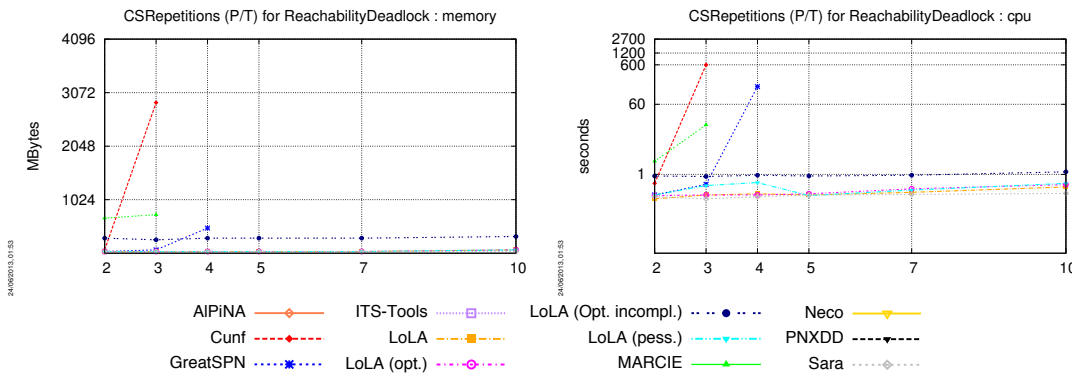 CSRepetitions (P/T) for ReachabilityDeadlock : memory
4096
3072
2048
1024
MBytes
2 3 4 5 7 10
24/06/2013, 01:53
CSRepetitions (P/T) for ReachabilityDeadlock : cpu
2700
1200
600
60
1
seconds
2 3 4 5 7 10
24/06/2013, 01:53
AlPiNA ITS-Tools LoLA (Opt. incompl.) Neco
Cunf LoLA LoLA (pess.) PNXDD
GreatSPN LoLA (opt.) MARCIE Sara